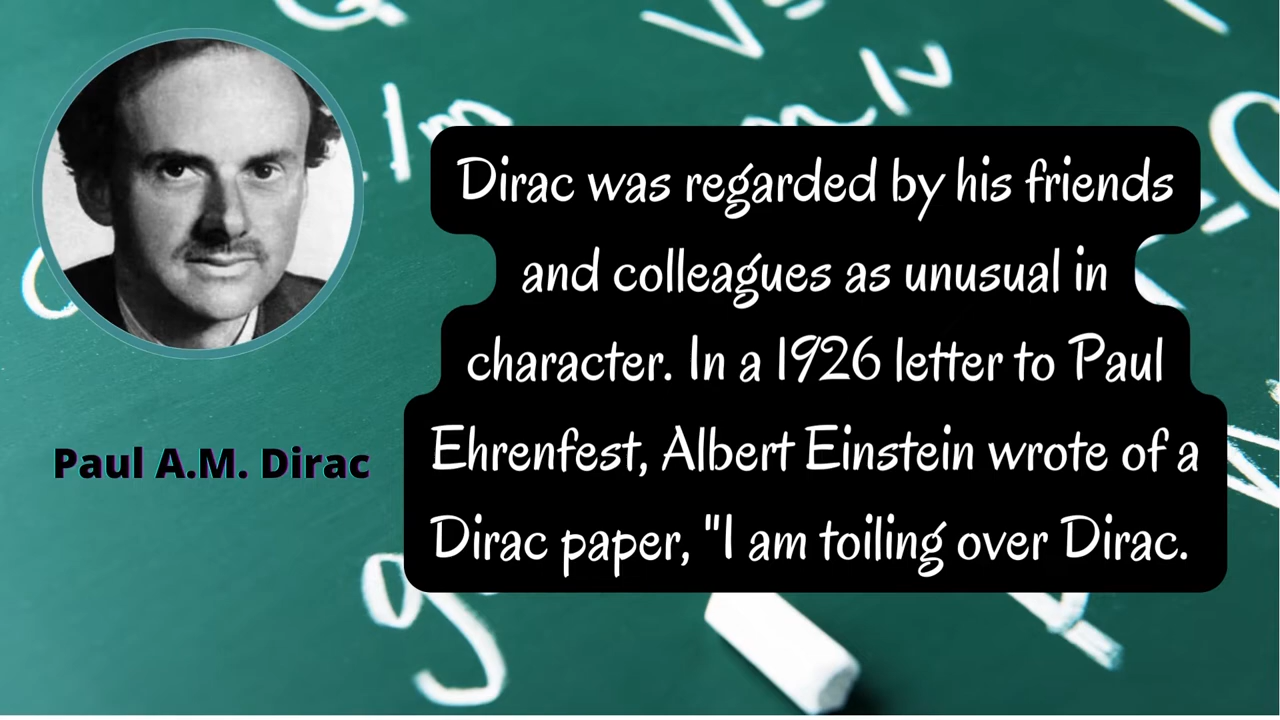 Paul A.M. Dirac
Dirac was regarded by his friends
and colleagues as unusual in
character. In a 1926 letter to Paul
Ehrenfest, Albert Einstein wrote of a
Dirac paper, "I am toiling over Dirac.